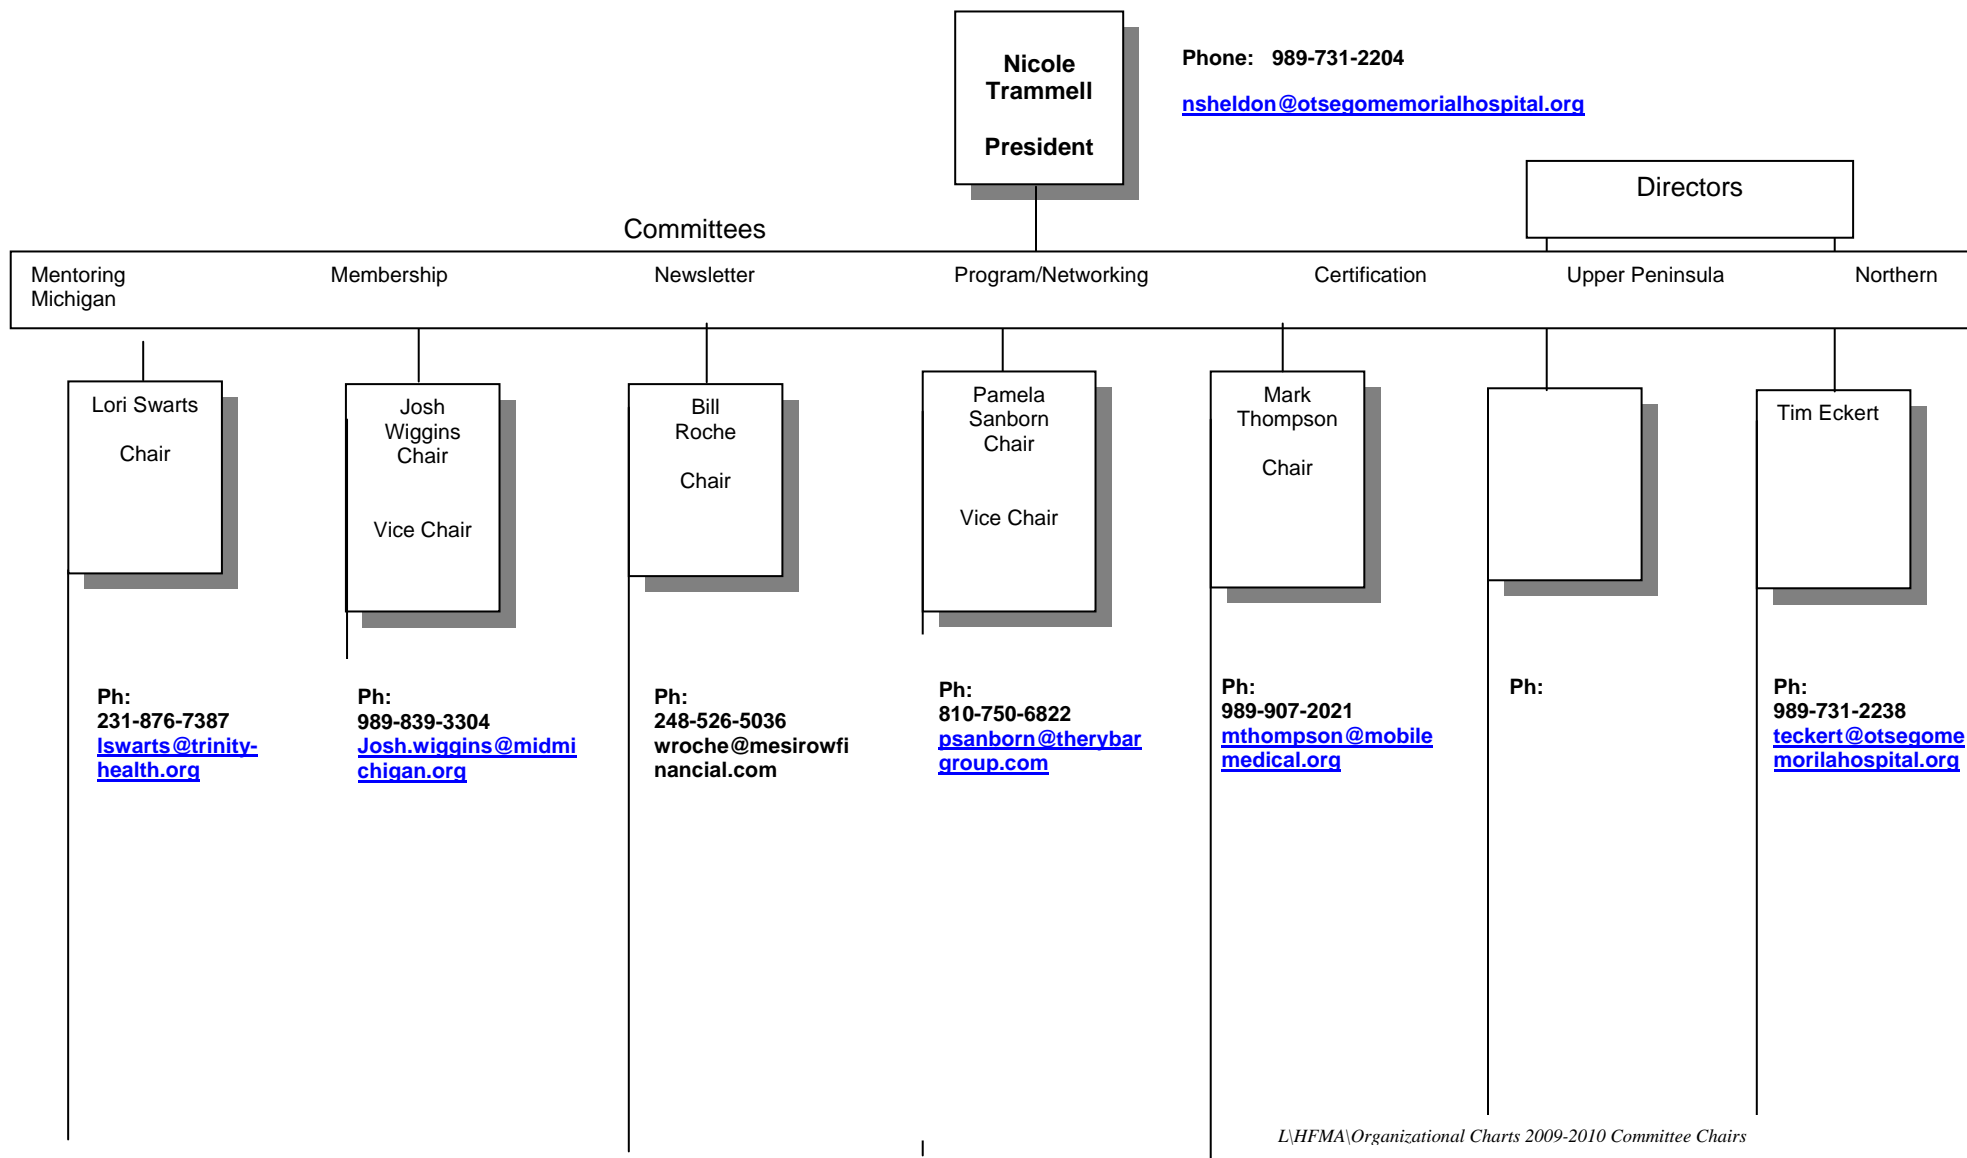 Nicole
Trammell
President
Phone: 989-731-2204
nsheldon@otsegomemorialhospital.org
Directors
Committees
Mentoring Membership Newsletter Program/Networking Certification Upper Peninsula Northern
Michigan
Lori Swarts
Chair
Josh
Wiggins
Chair
Vice Chair
Bill
Roche
Chair
Pamela
Sanborn
Chair
Vice Chair
Mark
Thompson
Chair
Tim Eckert
Ph:
231-876-7387
lswarts@trinity-
health.org
Ph:
989-839-3304
Josh.wiggins@midmi
chigan.org
Ph:
248-526-5036
wroche@mesirowfi
nancial.com
Ph:
810-750-6822
psanborn@therybar
group.com
Ph:
989-907-2021
mthompson@mobile
medical.org
Ph:
Ph:
989-731-2238
teckert@otsegome
morilahospital.org
L\HFMA\Organizational Charts 2009-2010 Committee Chairs